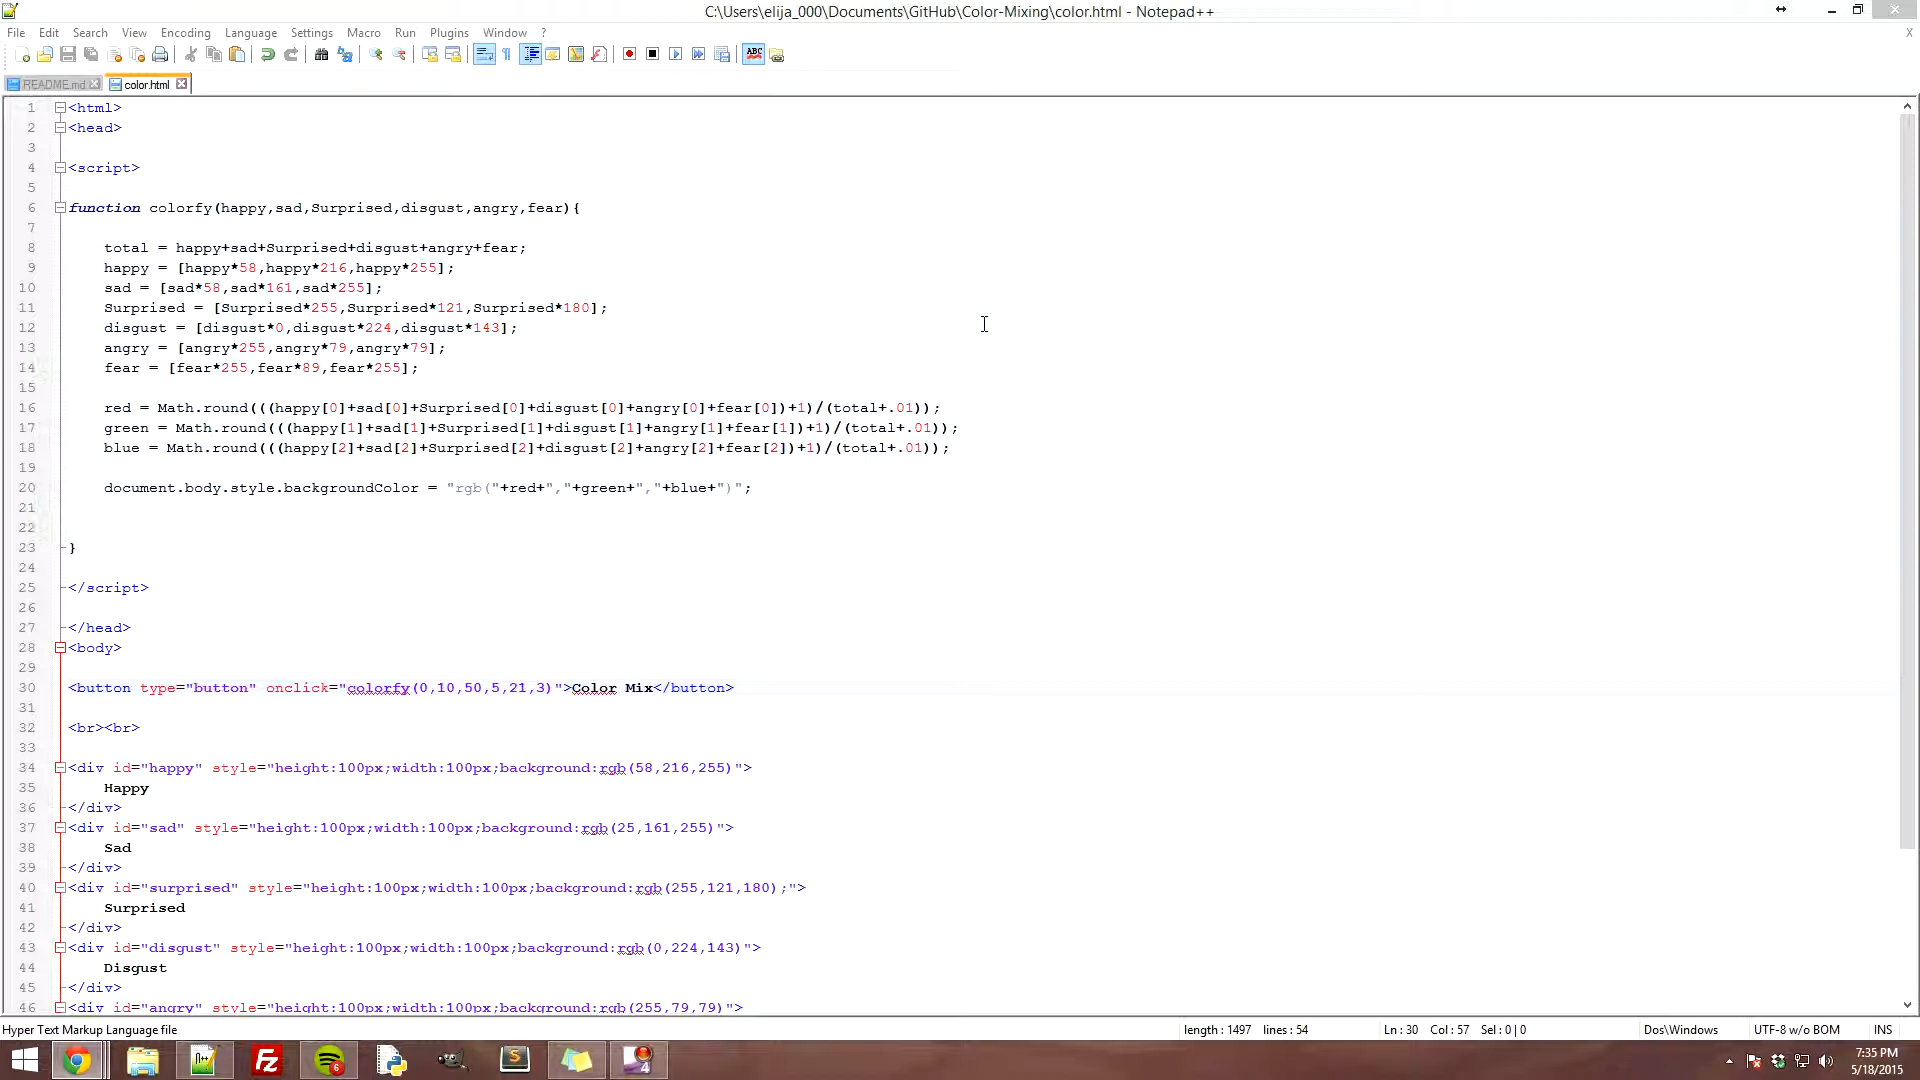 C:\Users\elija_000\Documents\GitHub\Color-Mixing\color.html - Notepad++
File Edit Search View Encoding Language Settings Macro Run Plugins Window ? X
ABC
README.md color.html
1 <html>
2 <head>
3
4 <script>
5
6 function colorfy(happy,sad,Surprised,disgust,angry,fear){
7
8 total = happy+sad+Surprised+disgust+angry+fear;
9 happy = [happy*58,happy*216,happy*255];
10 sad = [sad*58,sad*161,sad*255];
11 Surprised = [Surprised*255,Surprised*121,Surprised*180];
12 disgust = [disgust*0,disgust*224,disgust*143];
13 angry = [angry*255,angry*79,angry*79];
14 fear = [fear*255,fear*89,fear*255];
15
16 red = Math.round(((happy[0]+sad[0]+Surprised[0]+disgust[0]+angry[0]+fear[0])+1)/(total+.01));
17 green = Math.round(((happy[1]+sad[1]+Surprised[1]+disgust[1]+angry[1]+fear[1])+1)/(total+.01));
18 blue = Math.round(((happy[2]+sad[2]+Surprised[2]+disgust[2]+angry[2]+fear[2])+1)/(total+.01));
19
20 document.body.style.backgroundColor = "rgb("+red+","+green+","+blue+")";
21
22
23 }
24
25 </script>
26
27 </head>
28 <body>
29
30 <button type="button" onclick="colorfy(0,10,50,5,21,3)">Color Mix</button>
31
32 <br><br>
33
34 <div id="happy" style="height:100px;width:100px;background:rgb(58,216,255)">
35 Happy
36 </div>
37 <div id="sad" style="height:100px;width:100px;background:rgb(25,161,255)">
38 Sad
39 </div>
40 <div id="surprised" style="height:100px;width:100px;background:rgb(255,121,180);">
41 Surprised
42 </div>
43 <div id="disgust" style="height:100px;width:100px;background:rgb(0,224,143)">
44 Disgust
45 </div>
46 <div id="angry" style="height:100px;width:100px;background:rgb(255,79,79)">
Hyper Text Markup Language file length : 1497 lines : 54 Ln : 30 Col : 57 Sel : 0 | 0 Dos\Windows UTF-8 w/o BOM INS
7:35 PM
5/18/2015